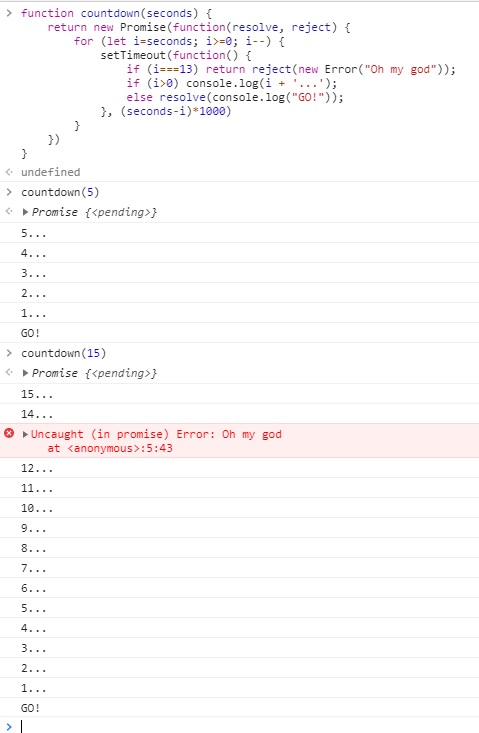 > function countdown(seconds) {
    return new Promise(function(resolve, reject) {
        for (let i=seconds; i>=0; i--) {
            setTimeout(function() {
                if (i===13) return reject(new Error("Oh my god"));
                if (i>0) console.log(i + '...');
                else resolve(console.log("GO!"));
            }, (seconds-i)*1000)
        }
    })
}
undefined
> countdown(5)
Promise {<pending>}
5...
4...
3...
2...
1...
GO!
> countdown(15)
Promise {<pending>}
15...
14...
Uncaught (in promise) Error: Oh my god
    at <anonymous>:5:43
12...
11...
10...
9...
8...
7...
6...
5...
4...
3...
2...
1...
GO!
>